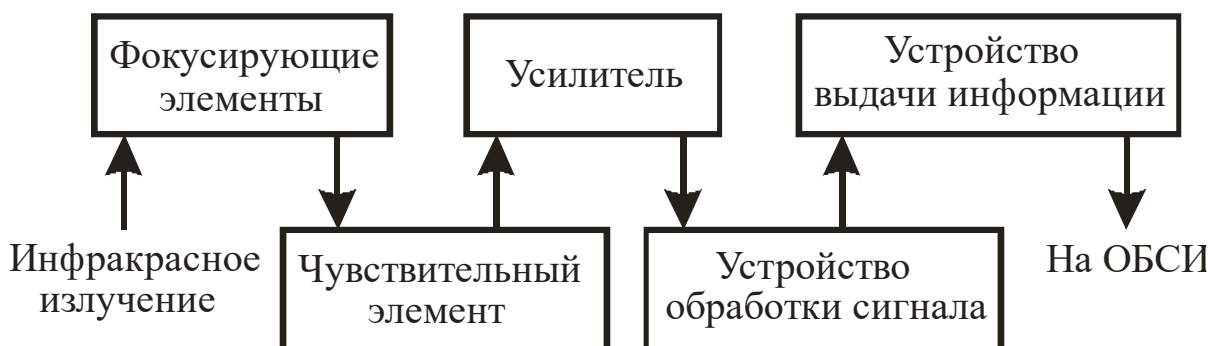 Фокусирующие
элементы
Усилитель
Устройство
выдачи информации
Инфракрасное
излучение
Чувствительный
элемент
Устройство
обработки сигнала
На ОБСИ